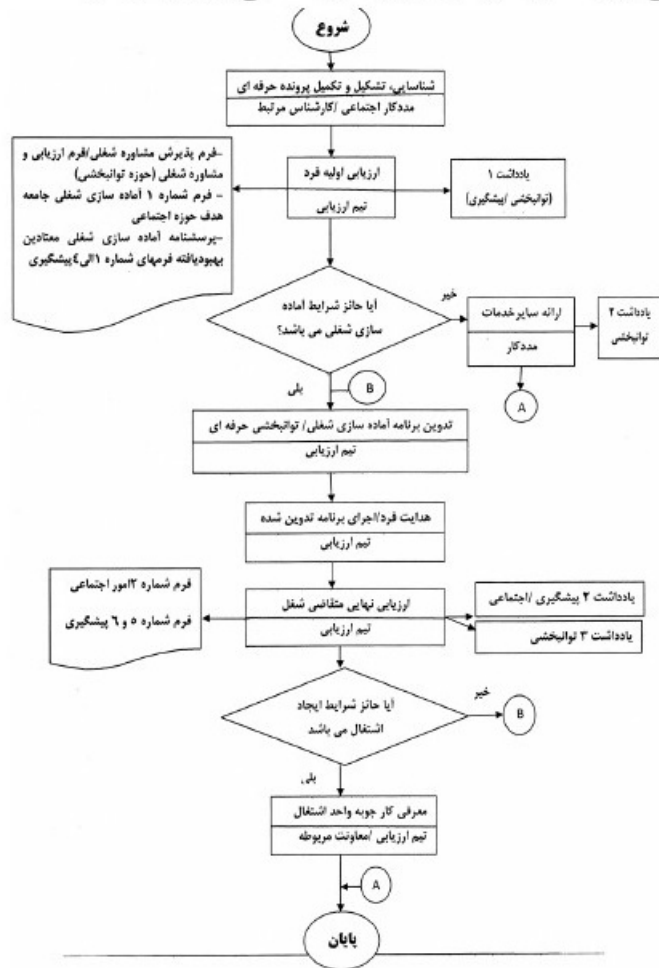 شروع
شناسایی، تشکیل و تکمیل پرونده حرفه ای
مددکار اجتماعی /کارشناس مرتبط
–فرم پذیرش مشاوره شغلی/فرم ارزیابی و
مشاوره شغلی (حوزه توانبخشی)
– فرم شماره ۱ آماده سازی شغلی جامعه
هدف حوزه اجتماعی
–پرسشنامه آماده سازی شغلی معتادین
بهبودیافته فرمهای شماره ۱الی٤پیشگیری
ارزیابی اولیه فرد
تیم ارزیابی
یادداشت ۱
(توانبخشی /پیشگیری)
آیا حائز شرایط آماده
سازی شغلی می باشد؟
خیر
ارائه سایر خدمات
مددکار
یادداشت ۲
توانبخشی
A
بلی
B
تدوین برنامه آماده سازی شغلی/ توانبخشی حرفه ای
تیم ارزیابی
هدایت فرد/اجرای برنامه تدوین شده
تیم ارزیابی
فرم شماره ۲امور اجتماعی
فرم شماره ٥ و ٦ پیشگیری
ارزیابی نهایی متقاضی شغل
تیم ارزیابی
یادداشت ۲ پیشگیری /اجتماعی
یادداشت ۳ توانبخشی
آیا حائز شرایط ایجاد
اشتغال می باشد
خیر
B
بلی
معرفی کار جوبه واحد اشتغال
تیم ارزیابی /معاونت مربوطه
A
پایان